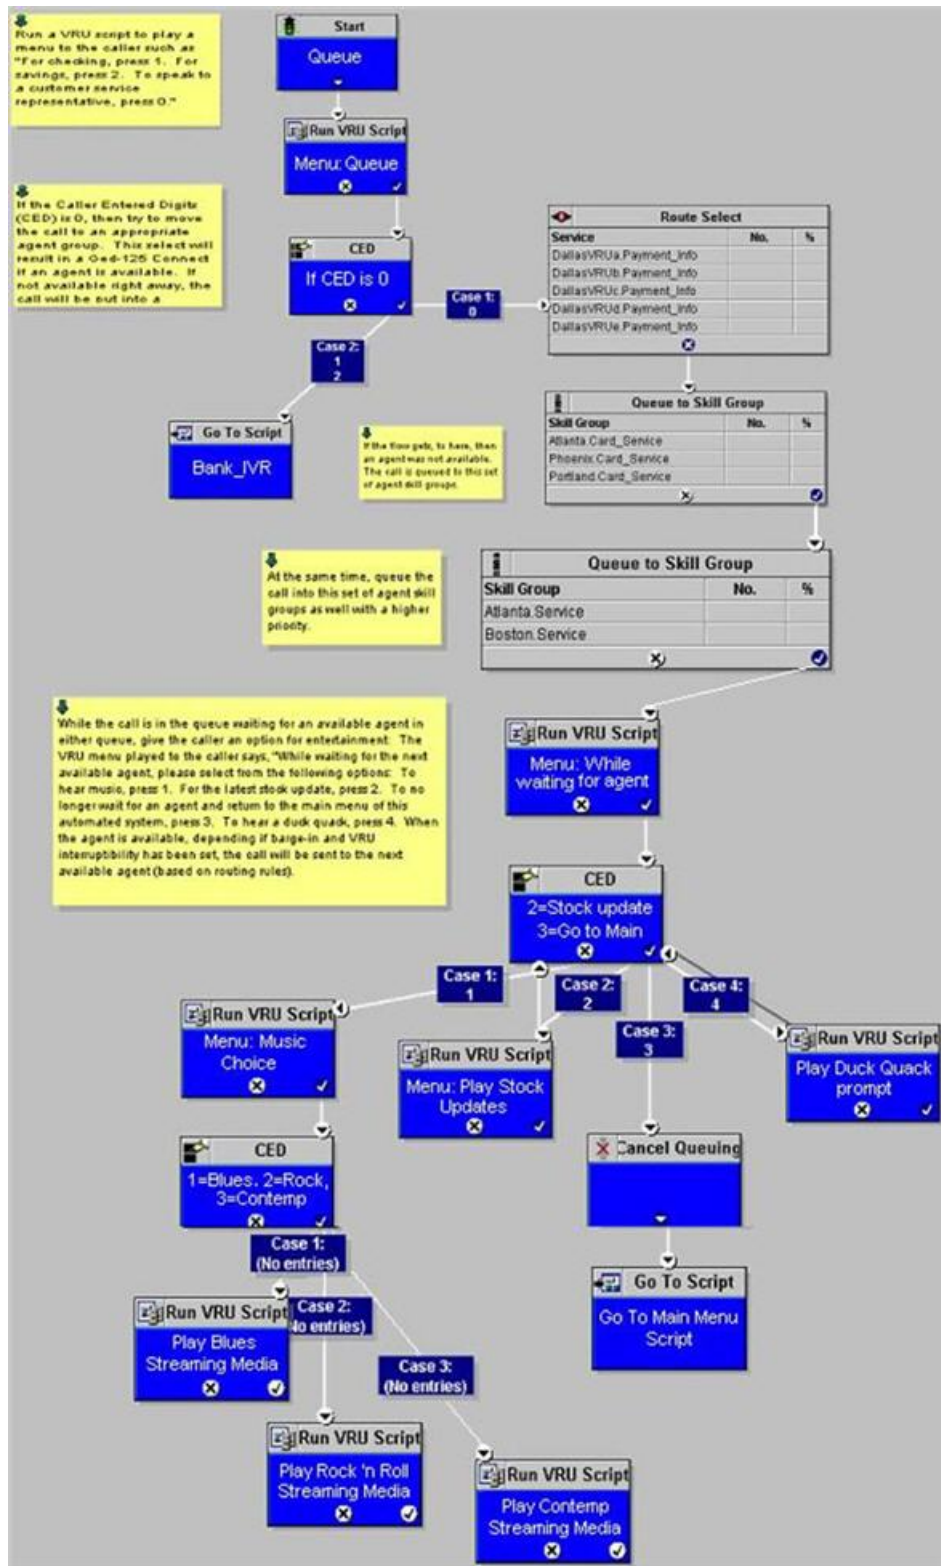 Run a VRU script to play a
menu to the caller such as
"For checking, press 1. For
savings, press 2. To speak to
a customer service
representative, press 0."
Start
Queue
Run VRU Script
Menu: Queue
If the Caller Entered Digits
(CED) is 0, then try to move
the call to an appropriate
agent group. This select will
result in a Ged-125 Connect
if an agent is available. If
not available right away, the
call will be put into a
CED
If CED is 0
Case 1:
0
Case 2:
1
2
Route Select
Service No. %
DallasVRUa.Payment_Info
DallasVRUb.Payment_Info
DallasVRUc.Payment_Info
DallasVRUd.Payment_Info
DallasVRUe.Payment_Info
Go To Script
Bank_IVR
If the flow gets, to here, then
an agent was not available.
The call is queued to this set
of agent skill groups.
Queue to Skill Group
Skill Group No. %
Atlanta.Card_Service
Phoenix.Card_Service
Portland.Card_Service
At the same time, queue the
call into this set of agent skill
groups as well with a higher
priority.
Queue to Skill Group
Skill Group No. %
Atlanta.Service
Boston.Service
While the call is in the queue waiting for an available agent in
either queue, give the caller an option for entertainment. The
VRU menu played to the caller says, "While waiting for the next
available agent, please select from the following options: To
hear music, press 1. For the latest stock update, press 2. To no
longer wait for an agent and return to the main menu of this
automated system, press 3. To hear a duck quack, press 4. When
the agent is available, depending if barge-in and VRU
interruptibility has been set, the call will be sent to the next
available agent (based on routing rules).
Run VRU Script
Menu: While
waiting for agent
CED
2=Stock update
3=Go to Main
Case 1:
1
Case 2:
2
Case 3:
3
Case 4:
4
Run VRU Script
Menu: Music
Choice
Run VRU Script
Menu: Play Stock
Updates
Run VRU Script
Play Duck Quack
prompt
CED
1=Blues. 2=Rock,
3=Contemp
Cancel Queuing
Case 1:
(No entries)
Case 2:
No entries)
Case 3:
(No entries)
Go To Script
Go To Main Menu
Script
Run VRU Script
Play Blues
Streaming Media
Run VRU Script
Play Rock 'n Roll
Streaming Media
Run VRU Script
Play Contemp
Streaming Media